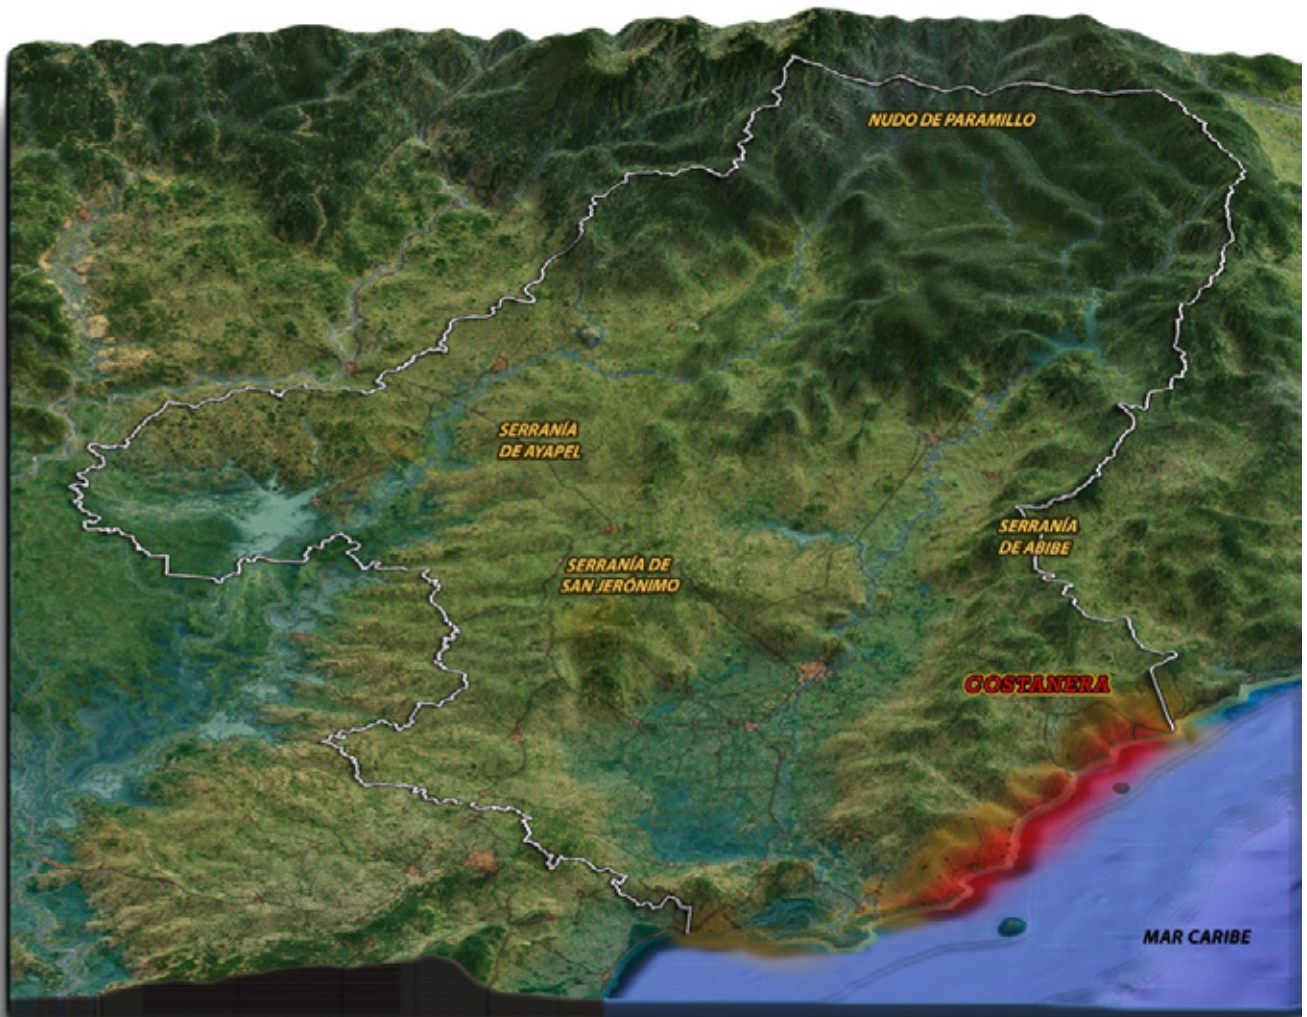 NUDO DE PARAMILLO
SERRANÍA
DE AYAPEL
SERRANÍA
DE ABIBE
SERRANÍA DE
SAN JERÓNIMO
COSTANERA
MAR CARIBE